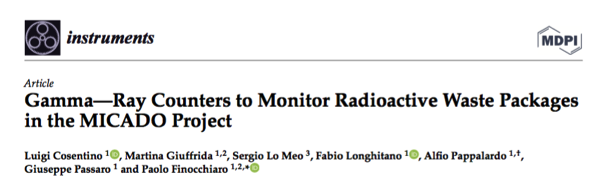 instruments
MDPI
Article
Gamma—Ray Counters to Monitor Radioactive Waste Packages
in the MICADO Project
Luigi Cosentino 1, Martina Giuffrida 1,2, Sergio Lo Meo 3, Fabio Longhitano 1, Alfio Pappalardo 1,†,
Giuseppe Passaro 1 and Paolo Finocchiaro 1,2,*